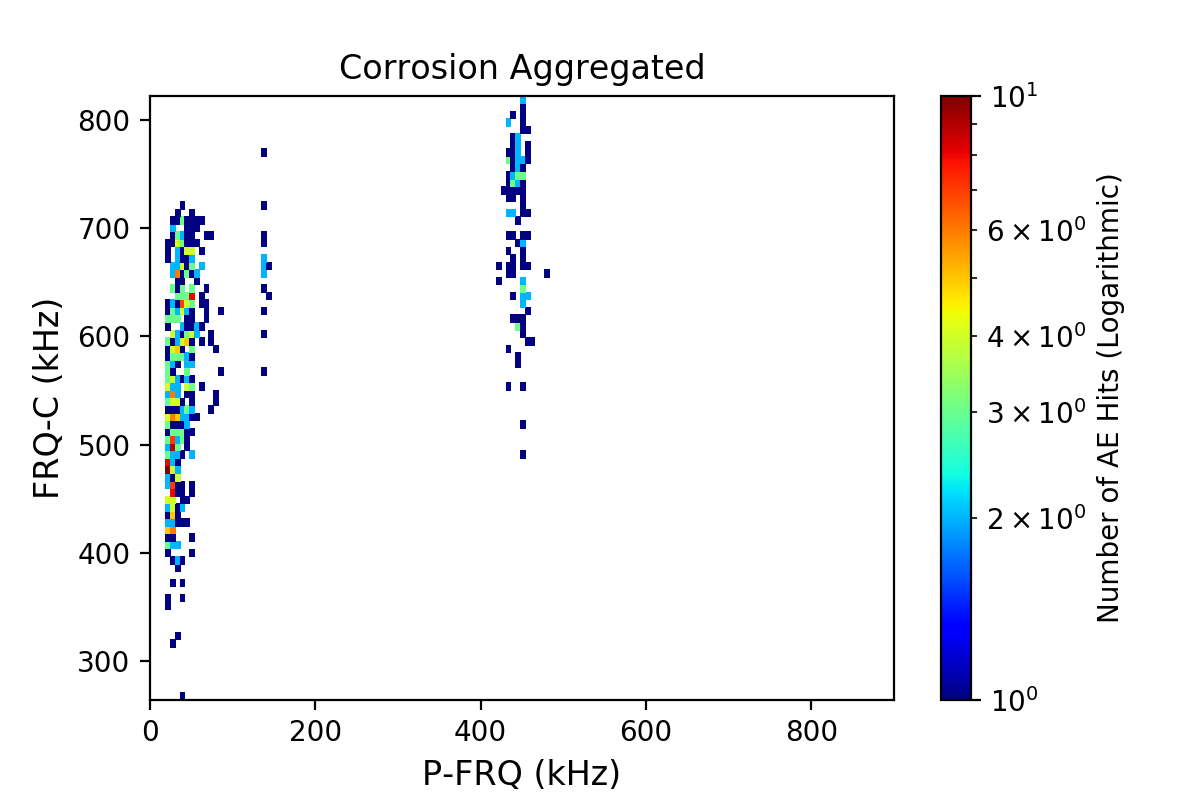 Corrosion Aggregated
800
700
600
500
400
300
0
200
400
600
800
FRQ-C (kHz)
P-FRQ (kHz)
10¹
6 × 10⁰
4 × 10⁰
3 × 10⁰
2 × 10⁰
10⁰
Number of AE Hits (Logarithmic)